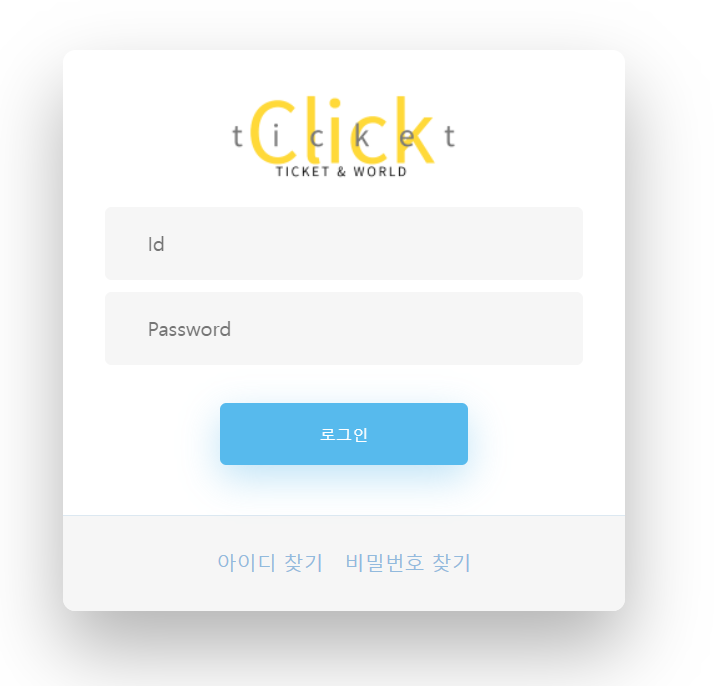 Click
ticket
TICKET & WORLD
Id
Password
로그인
아이디 찾기 비밀번호 찾기